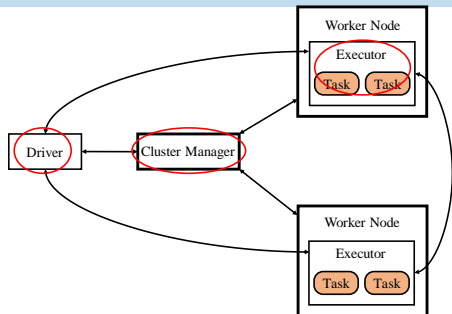 Worker Node
Executor
Task Task
Driver
Cluster Manager
Worker Node
Executor
Task Task